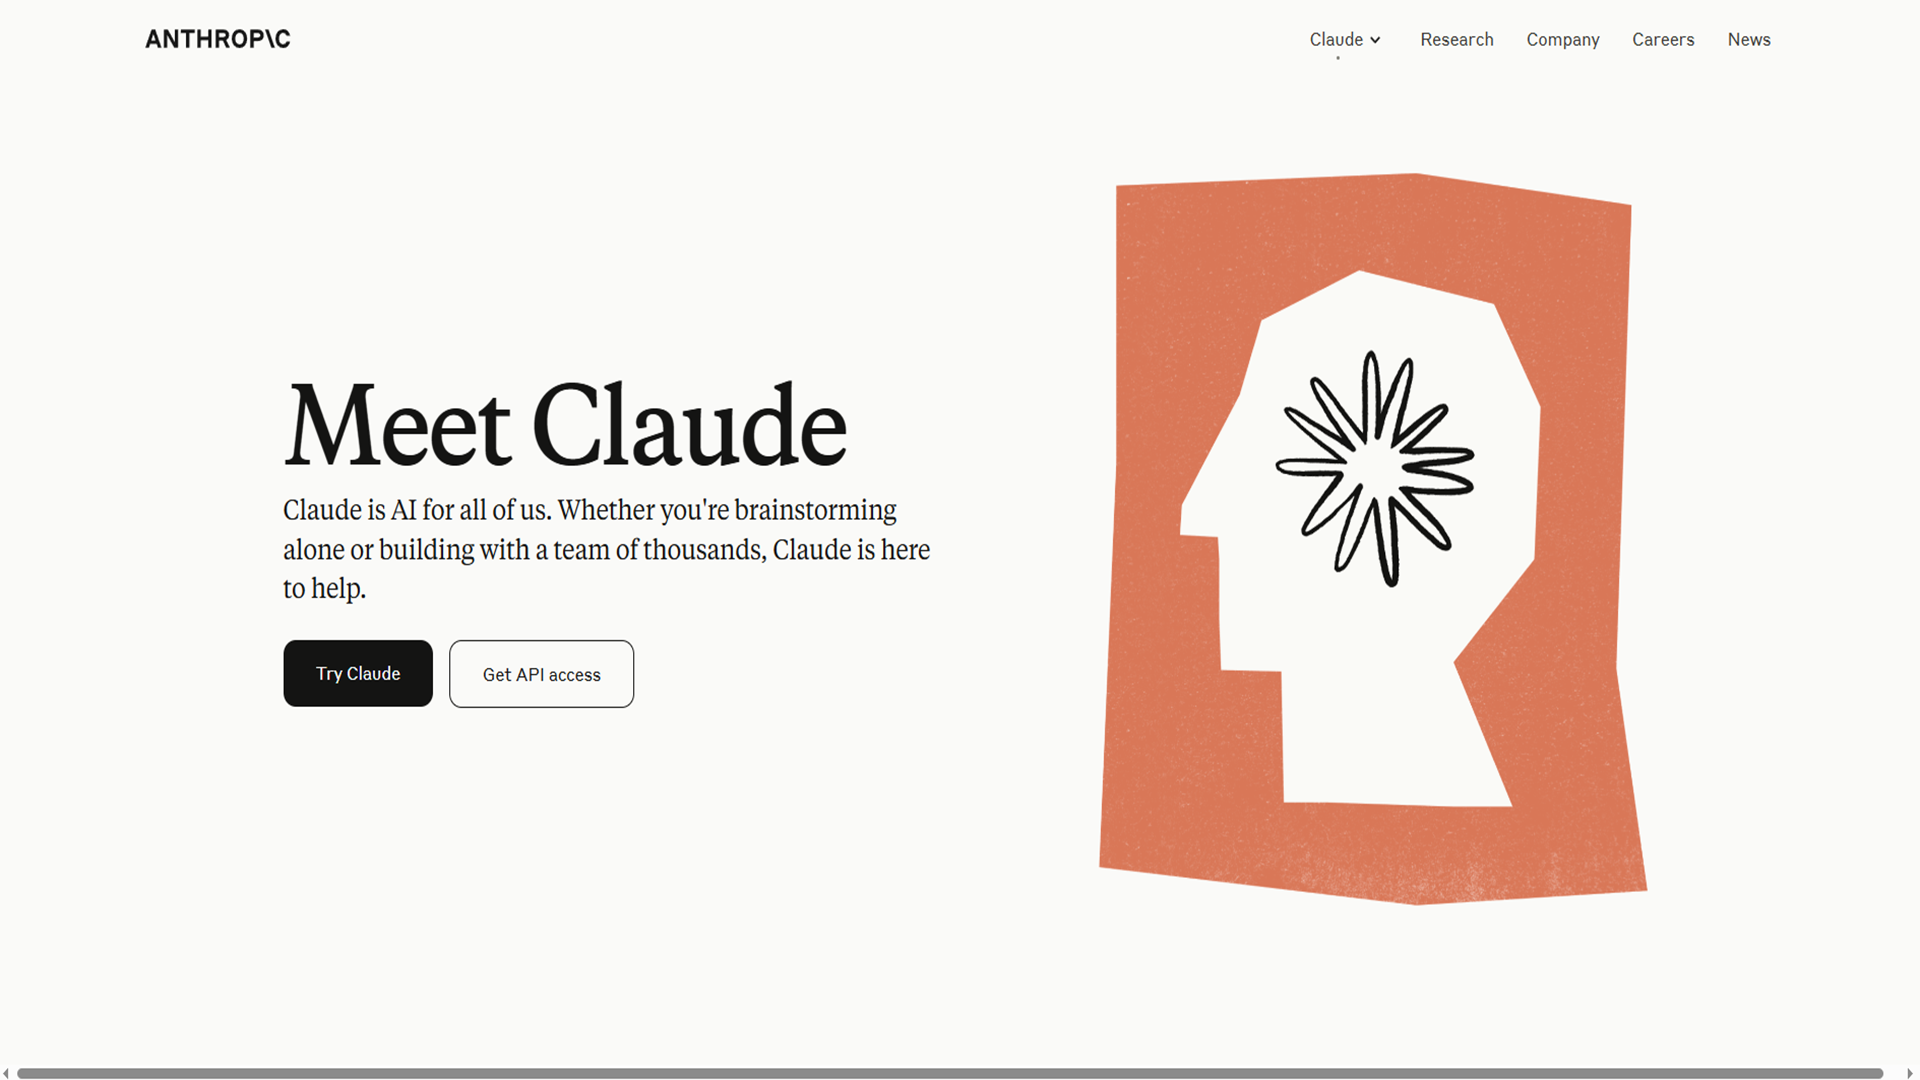 ANTHROP\C
Claude
Research
Company
Careers
News
Meet Claude
Claude is AI for all of us. Whether you're brainstorming
alone or building with a team of thousands, Claude is here
to help.
Try Claude
Get API access